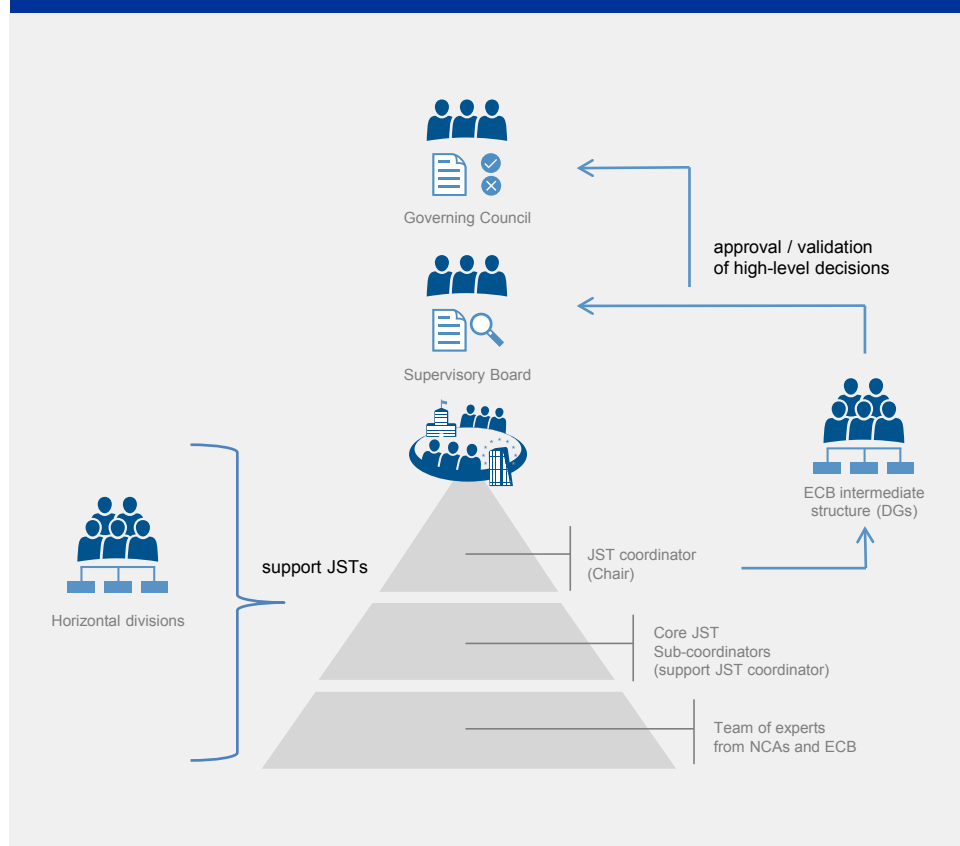 Governing Council
approval / validation
of high-level decisions
Supervisory Board
ECB intermediate
structure (DGs)
JST coordinator
(Chair)
support JSTs
Horizontal divisions
Core JST
Sub-coordinators
(support JST coordinator)
Team of experts
from NCAs and ECB